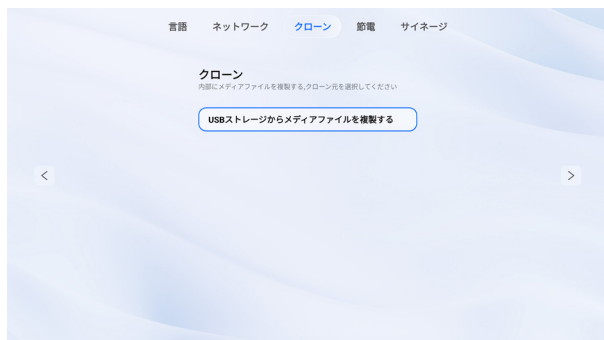 言語 ネットワーク クローン 節電 サイネージ
クローン
内部にメディアファイルを複製する,クローン元を選択してください
USBストレージからメディアファイルを複製する